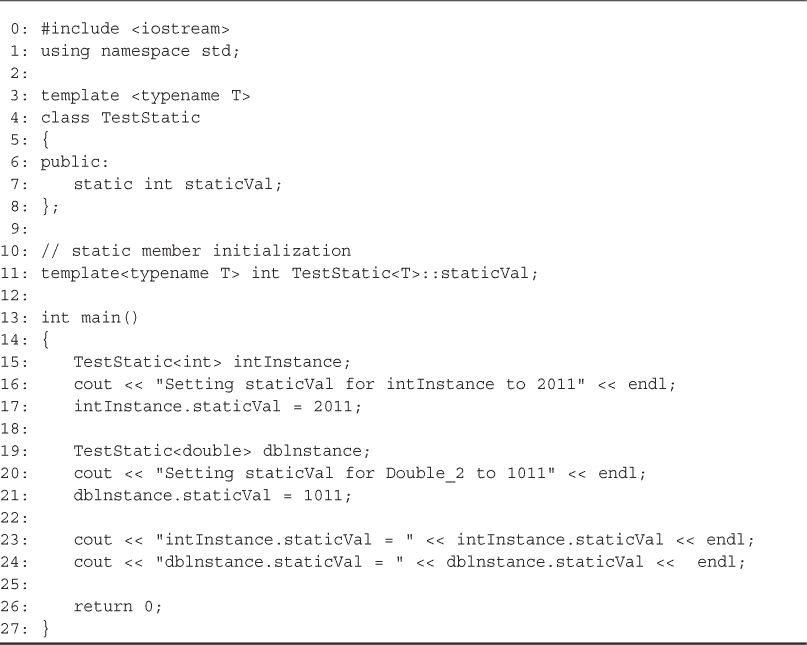 0: #include <iostream>
1: using namespace std;
2:
3: template <typename T>
4: class TestStatic
5: {
6: public:
7:    static int staticVal;
8: };
9:
10: // static member initialization
11: template<typename T> int TestStatic<T>::staticVal;
12:
13: int main()
14: {
15:    TestStatic<int> intInstance;
16:    cout << "Setting staticVal for intInstance to 2011" << endl;
17:    intInstance.staticVal = 2011;
18:
19:    TestStatic<double> dblnstance;
20:    cout << "Setting staticVal for Double_2 to 1011" << endl;
21:    dblnstance.staticVal = 1011;
22:
23:    cout << "intInstance.staticVal = " << intInstance.staticVal << endl;
24:    cout << "dblnstance.staticVal = " << dblnstance.staticVal <<  endl;
25:
26:    return 0;
27: }